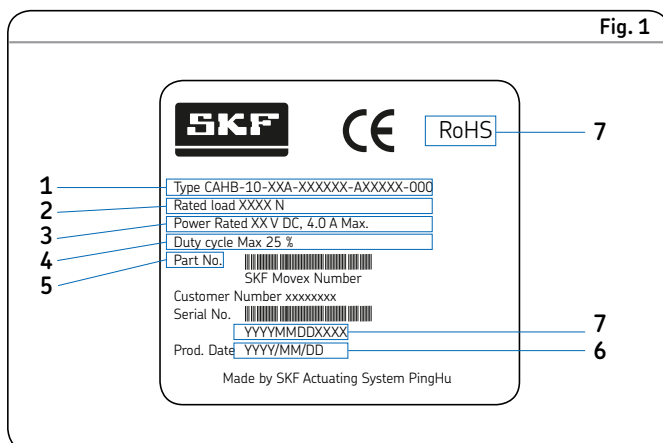 Fig. 1
SKF
CE
RoHS
7
1
Type CAHB-10-XXA-XXXXXX-AXXXXX-000
2
Rated load XXXX N
3
Power Rated XX V DC, 4.0 A Max.
4
Duty cycle Max 25 %
5
Part No.
SKF Movex Number
Customer Number xxxxxxxx
Serial No.
YYYYMMDDXXXX
7
Prod. Date YYYY/MM/DD
6
Made by SKF Actuating System PingHu